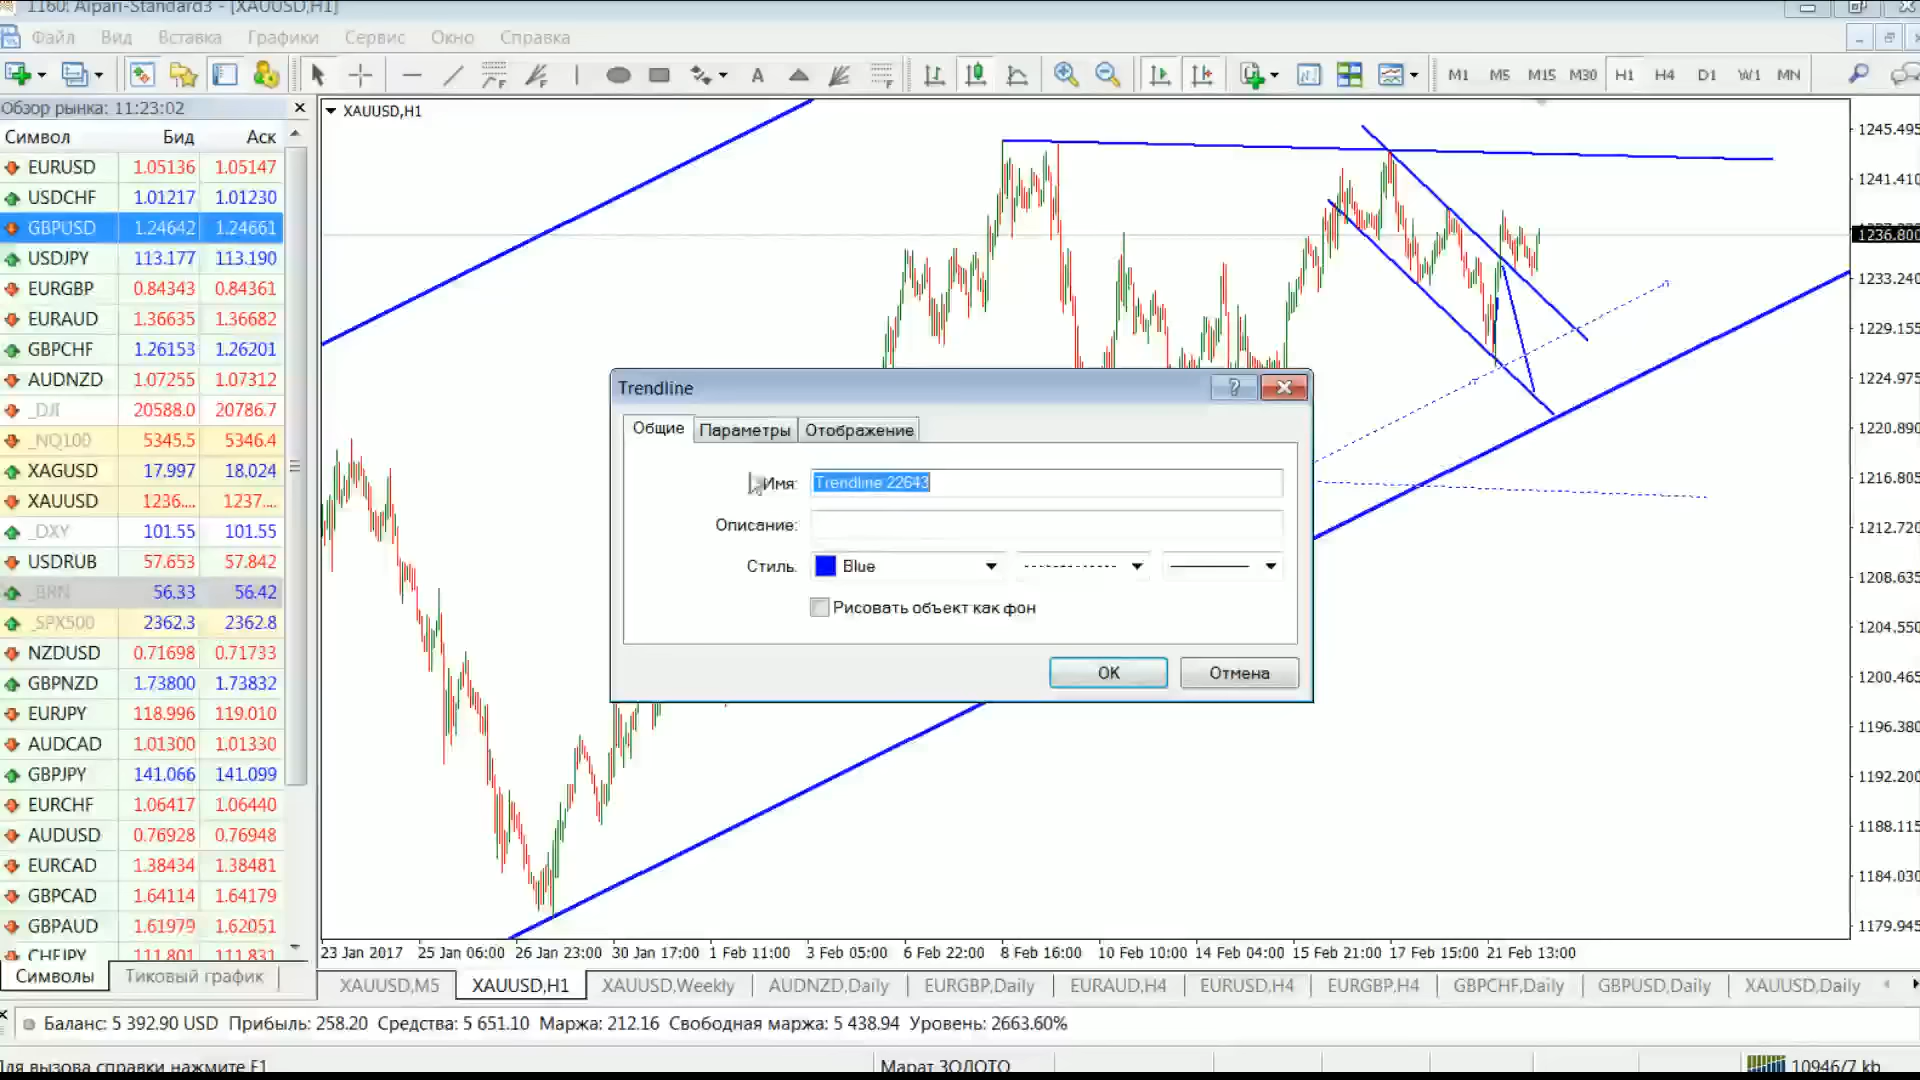 1160: Alpari-Standard3 - [XAUUSD,H1]
Файл Вид Вставка Графики Сервис Окно Справка
M1 M5 M15 M30 H1 H4 D1 W1 MN
Обзор рынка: 11:23:02
Символ Бид Аск
EURUSD 1.05136 1.05147
USDCHF 1.01217 1.01230
GBPUSD 1.24642 1.24661
USDJPY 113.177 113.190
EURGBP 0.84343 0.84361
EURAUD 1.36635 1.36682
GBPCHF 1.26153 1.26201
AUDNZD 1.07255 1.07312
_DJI 20588.0 20786.7
_NQ100 5345.5 5346.4
XAGUSD 17.997 18.024
XAUUSD 1236.... 1237....
_DXY 101.55 101.55
USDRUB 57.653 57.842
_BRN 56.33 56.42
_SPX500 2362.3 2362.8
NZDUSD 0.71698 0.71733
GBPNZD 1.73800 1.73832
EURJPY 118.996 119.010
AUDCAD 1.01300 1.01330
GBPJPY 141.066 141.099
EURCHF 1.06417 1.06440
AUDUSD 0.76928 0.76948
EURCAD 1.38434 1.38481
GBPCAD 1.64114 1.64179
GBPAUD 1.61979 1.62051
CHFJPY 111.801 111.831
Символы Тиковый график
XAUUSD,H1
1245.495
1241.410
1236.800
1233.240
1229.155
1224.975
1220.890
1216.805
1212.720
1208.635
1204.550
1200.465
1196.380
1192.200
1188.115
1184.030
1179.945
Trendline
Общие Параметры Отображение
Имя: Trendline 22643
Описание:
Стиль: Blue
Рисовать объект как фон
OK Отмена
23 Jan 2017 25 Jan 06:00 26 Jan 23:00 30 Jan 17:00 1 Feb 11:00 3 Feb 05:00 6 Feb 22:00 8 Feb 16:00 10 Feb 10:00 14 Feb 04:00 15 Feb 21:00 17 Feb 15:00 21 Feb 13:00
XAUUSD,M5 XAUUSD,H1 XAUUSD,Weekly AUDNZD,Daily EURGBP,Daily EURAUD,H4 EURUSD,H4 EURGBP,H4 GBPCHF,Daily GBPUSD,Daily XAUUSD,Daily
Баланс: 5 392.90 USD Прибыль: 258.20 Средства: 5 651.10 Маржа: 212.16 Свободная маржа: 5 438.94 Уровень: 2663.60%
Для вызова справки нажмите F1
Марат ЗОЛОТО
10946/7 kb